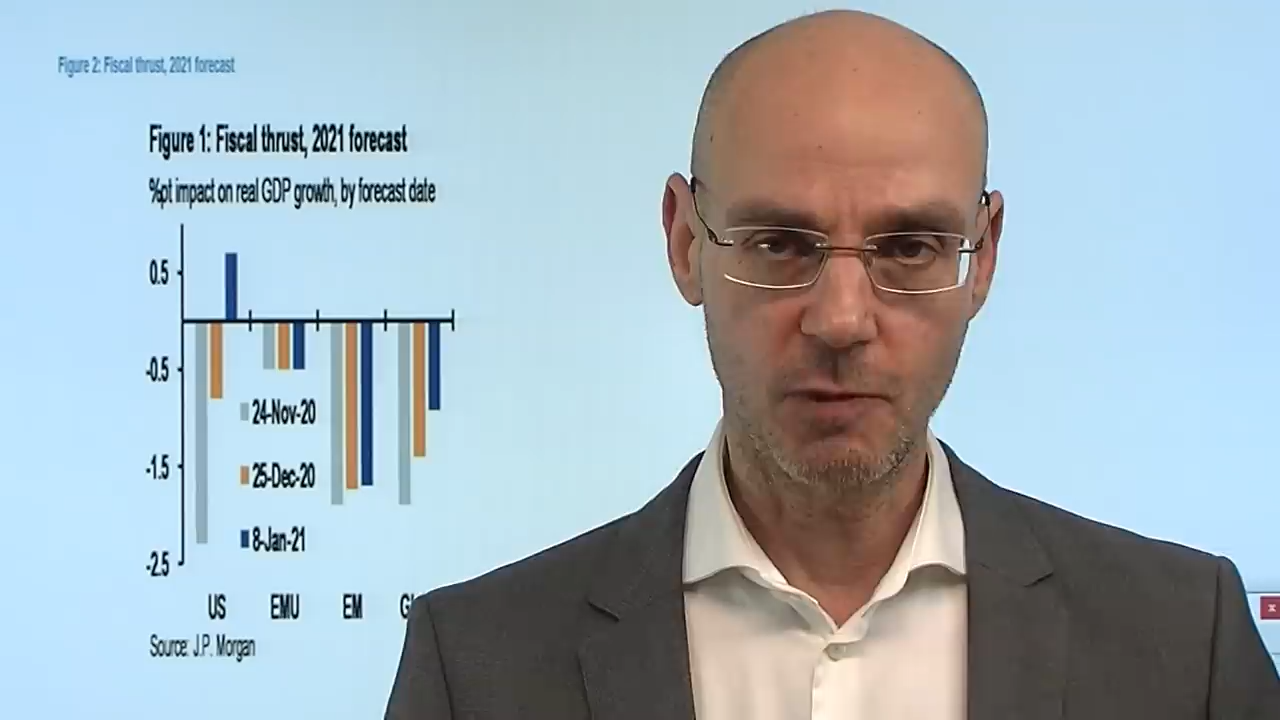 Figure 2: Fiscal thrust, 2021 forecast
Figure 1: Fiscal thrust, 2021 forecast
%pt impact on real GDP growth, by forecast date
0.5
-0.5
24-Nov-20
-1.5
25-Dec-20
8-Jan-21
-2.5
US EMU EM
Source: J.P. Morgan